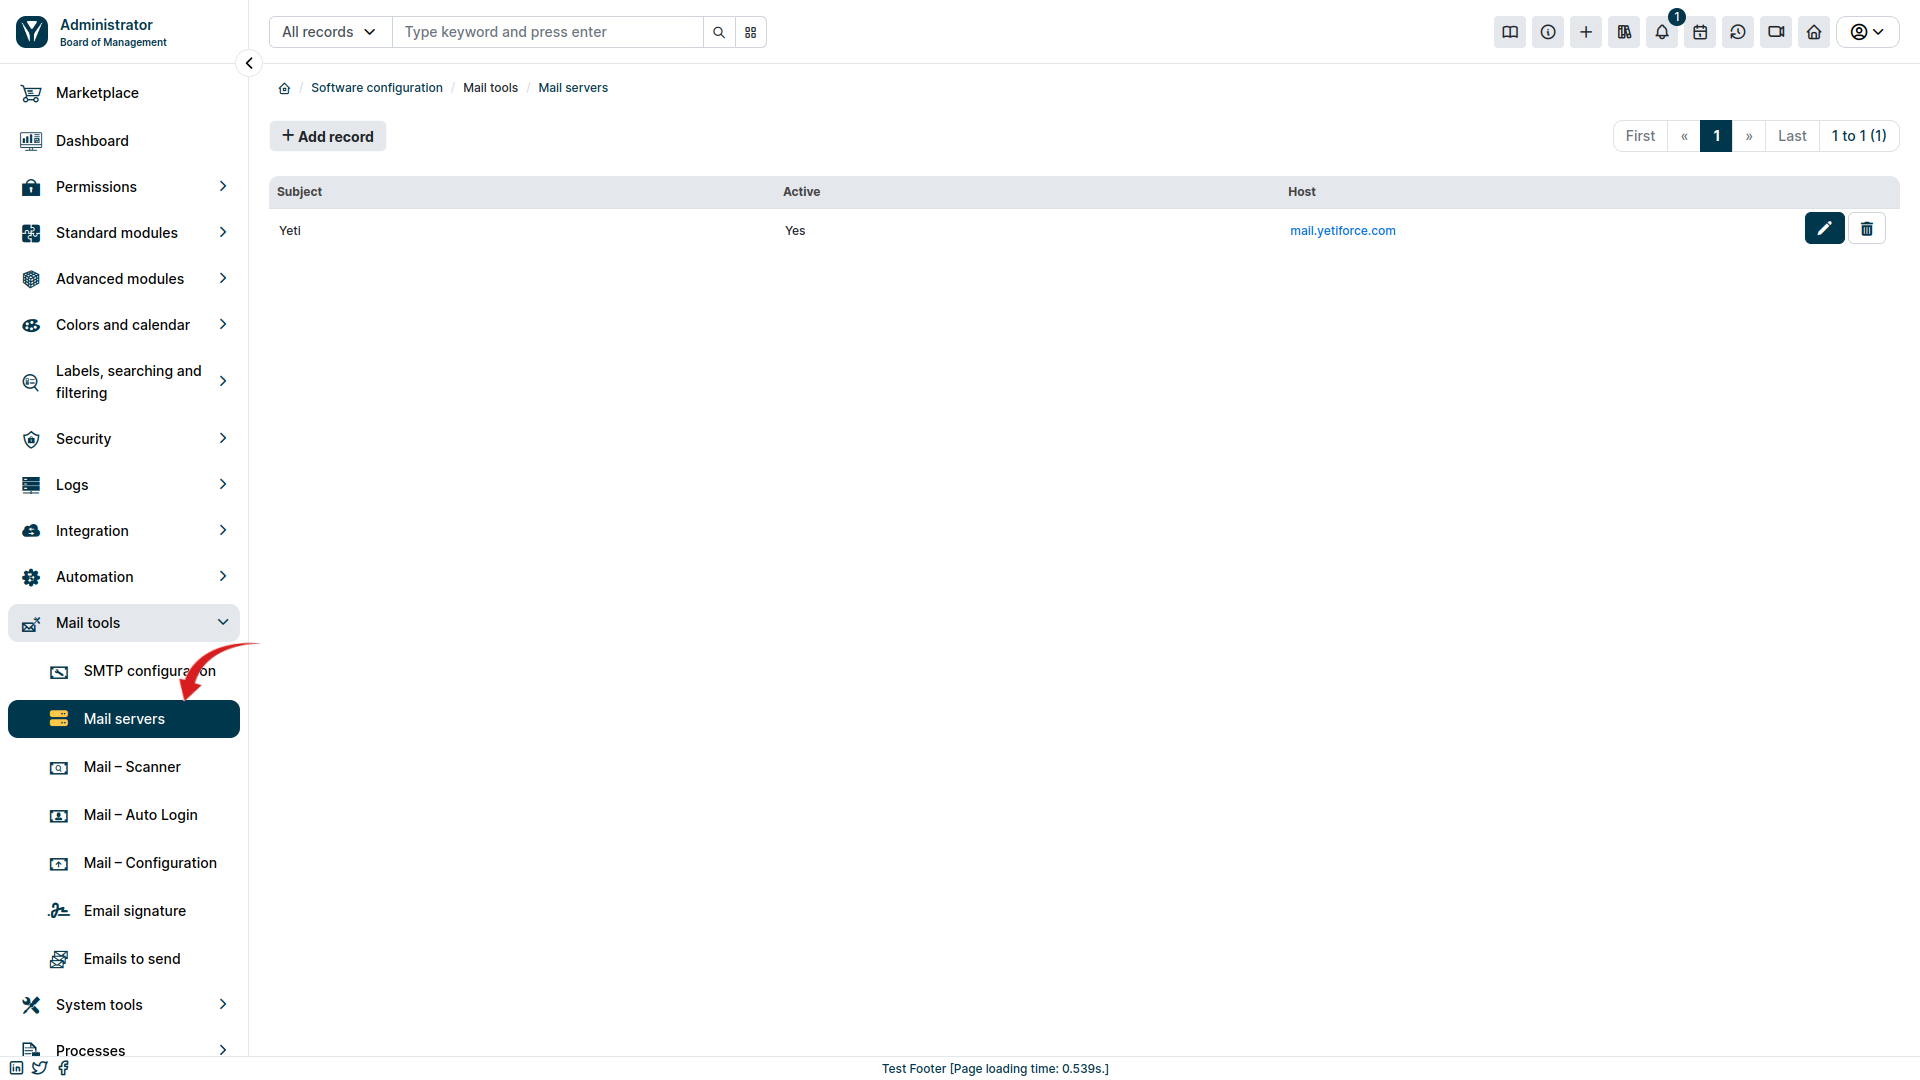 Administrator
Board of Management
All records
Type keyword and press enter
1
Marketplace
Dashboard
Permissions
Standard modules
Advanced modules
Colors and calendar
Labels, searching and
filtering
Security
Logs
Integration
Automation
Mail tools
SMTP configuration
Mail servers
Mail – Scanner
Mail – Auto Login
Mail – Configuration
Email signature
Emails to send
System tools
Processes
/ Software configuration / Mail tools / Mail servers
+ Add record
First « 1 » Last 1 to 1 (1)
Subject Active Host
Yeti Yes mail.yetiforce.com
Test Footer [Page loading time: 0.539s.]